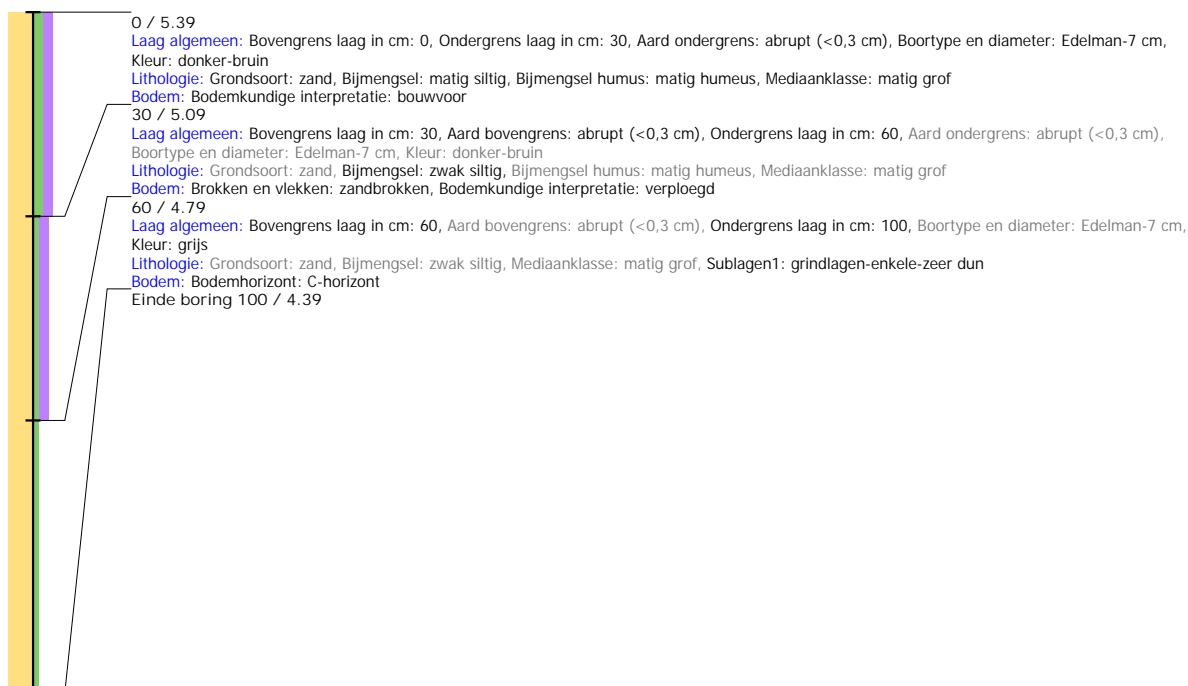 0 / 5.39
Laag algemeen: Bovengrens laag in cm: 0, Ondergrens laag in cm: 30, Aard ondergrens: abrupt (<0,3 cm), Boortype en diameter: Edelman-7 cm,
Kleur: donker-bruin
Lithologie: Grondsoort: zand, Bijmengsel: matig siltig, Bijmengsel humus: matig humeus, Mediaanklasse: matig grof
Bodem: Bodemkundige interpretatie: bouwvoor
30 / 5.09
Laag algemeen: Bovengrens laag in cm: 30, Aard bovengrens: abrupt (<0,3 cm), Ondergrens laag in cm: 60, Aard ondergrens: abrupt (<0,3 cm),
Boortype en diameter: Edelman-7 cm, Kleur: donker-bruin
Lithologie: Grondsoort: zand, Bijmengsel: zwak siltig, Bijmengsel humus: matig humeus, Mediaanklasse: matig grof
Bodem: Brokken en vlekken: zandbrokken, Bodemkundige interpretatie: verploegd
60 / 4.79
Laag algemeen: Bovengrens laag in cm: 60, Aard bovengrens: abrupt (<0,3 cm), Ondergrens laag in cm: 100, Boortype en diameter: Edelman-7 cm,
Kleur: grijs
Lithologie: Grondsoort: zand, Bijmengsel: zwak siltig, Mediaanklasse: matig grof, Sublagen1: grindlagen-enkele-zeer dun
Bodem: Bodemhorizont: C-horizont
Einde boring 100 / 4.39